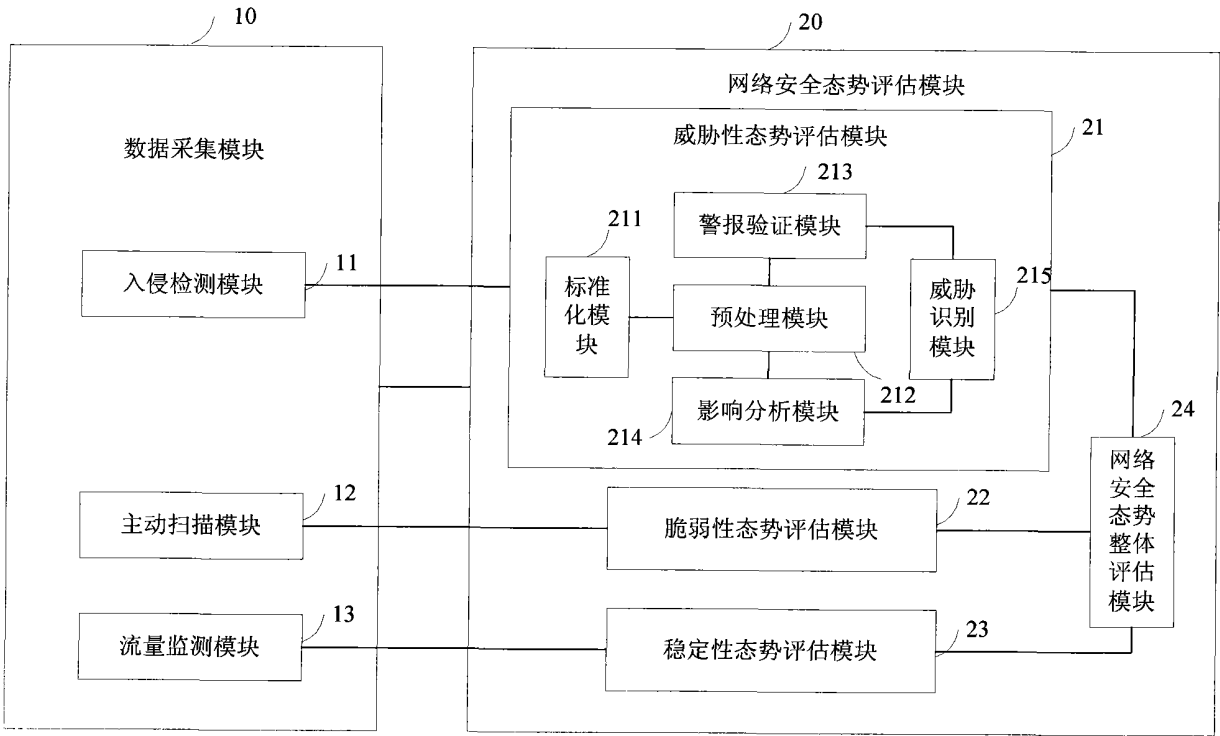 10
20
网络安全态势评估模块
数据采集模块
威胁性态势评估模块
21
213
警报验证模块
211
标准
化模
块
入侵检测模块
11
预处理模块
212
威胁
识别
模块
215
影响分析模块
214
24
网络
安全
态势
整体
评估
模块
主动扫描模块
12
脆弱性态势评估模块
22
流量监测模块
13
稳定性态势评估模块
23